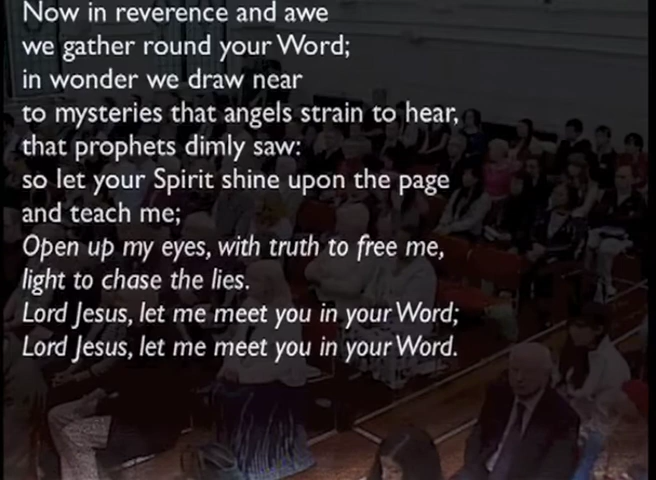 Now in reverence and awe
we gather round your Word;
in wonder we draw near
to mysteries that angels strain to hear,
that prophets dimly saw:
so let your Spirit shine upon the page
and teach me;
Open up my eyes, with truth to free me,
light to chase the lies.
Lord Jesus, let me meet you in your Word;
Lord Jesus, let me meet you in your Word.